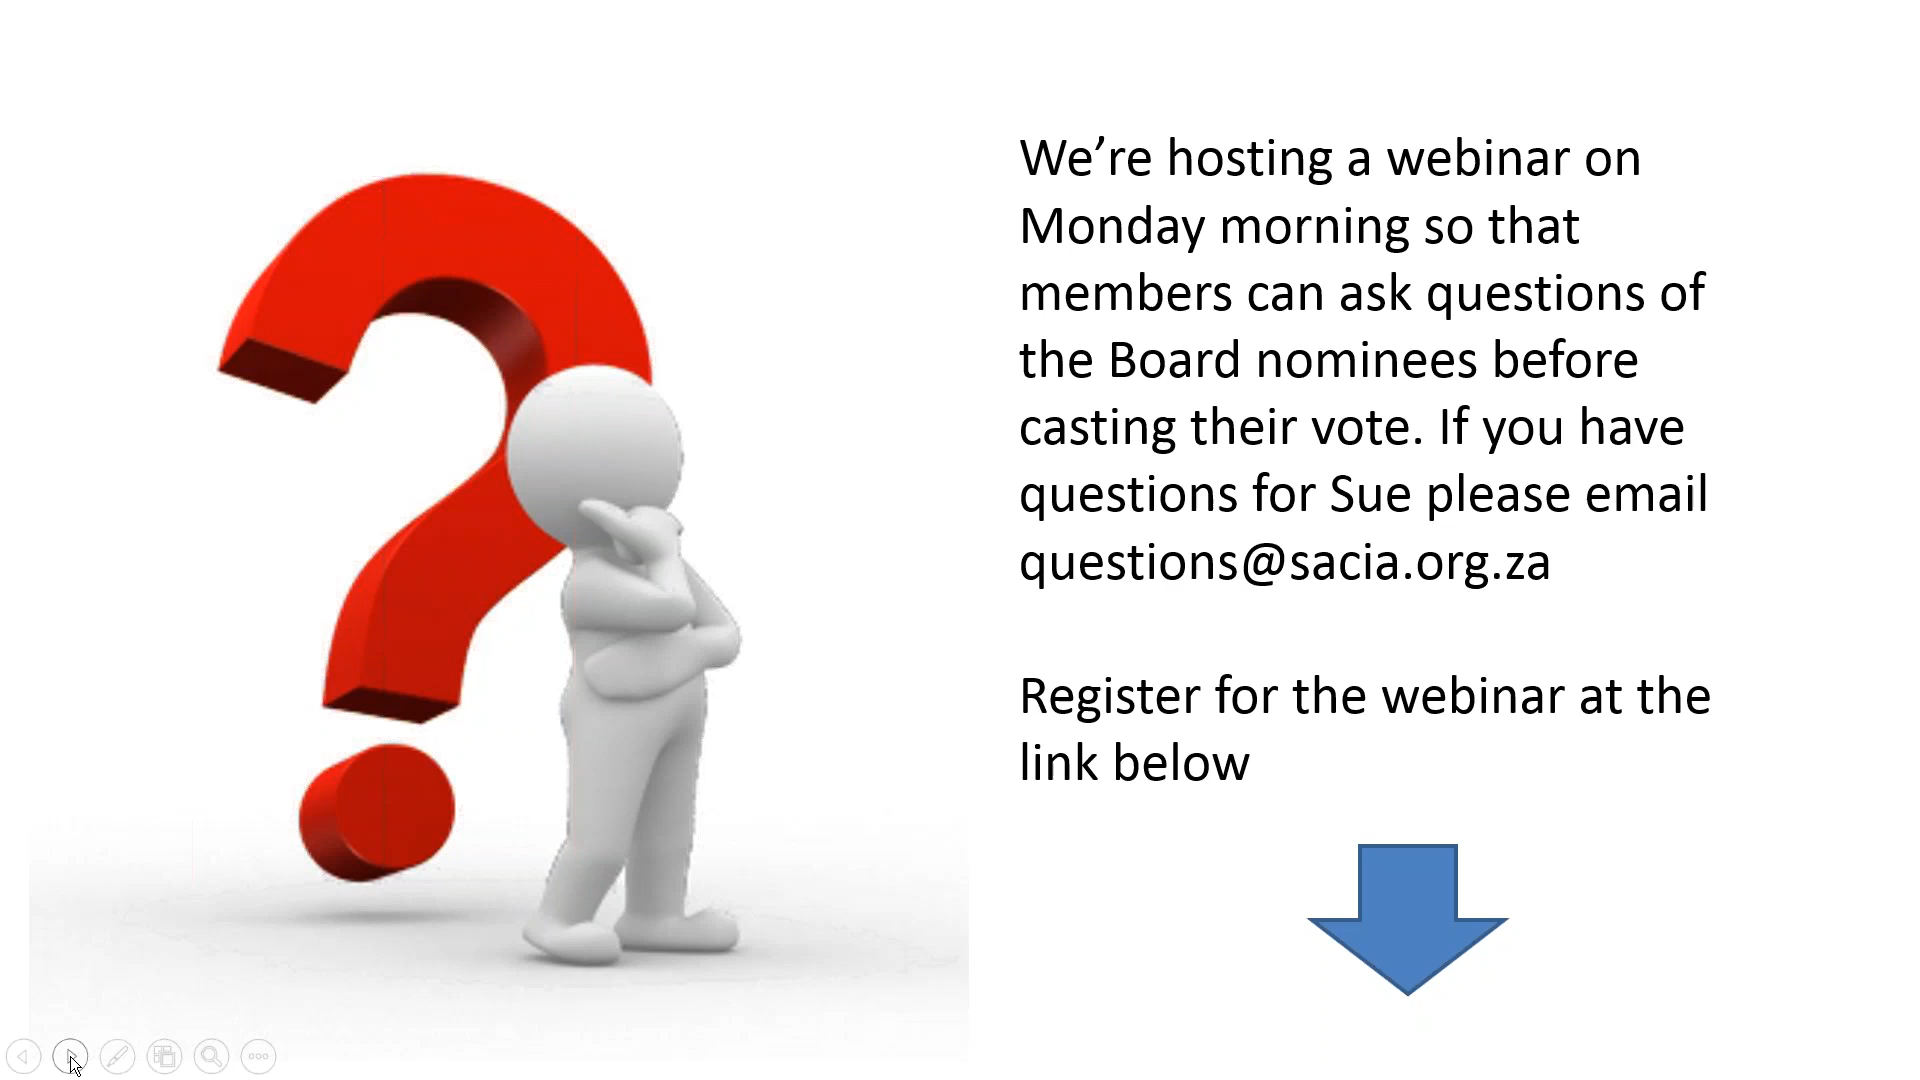 We’re hosting a webinar on
Monday morning so that
members can ask questions of
the Board nominees before
casting their vote. If you have
questions for Sue please email
questions@sacia.org.za
Register for the webinar at the
link below